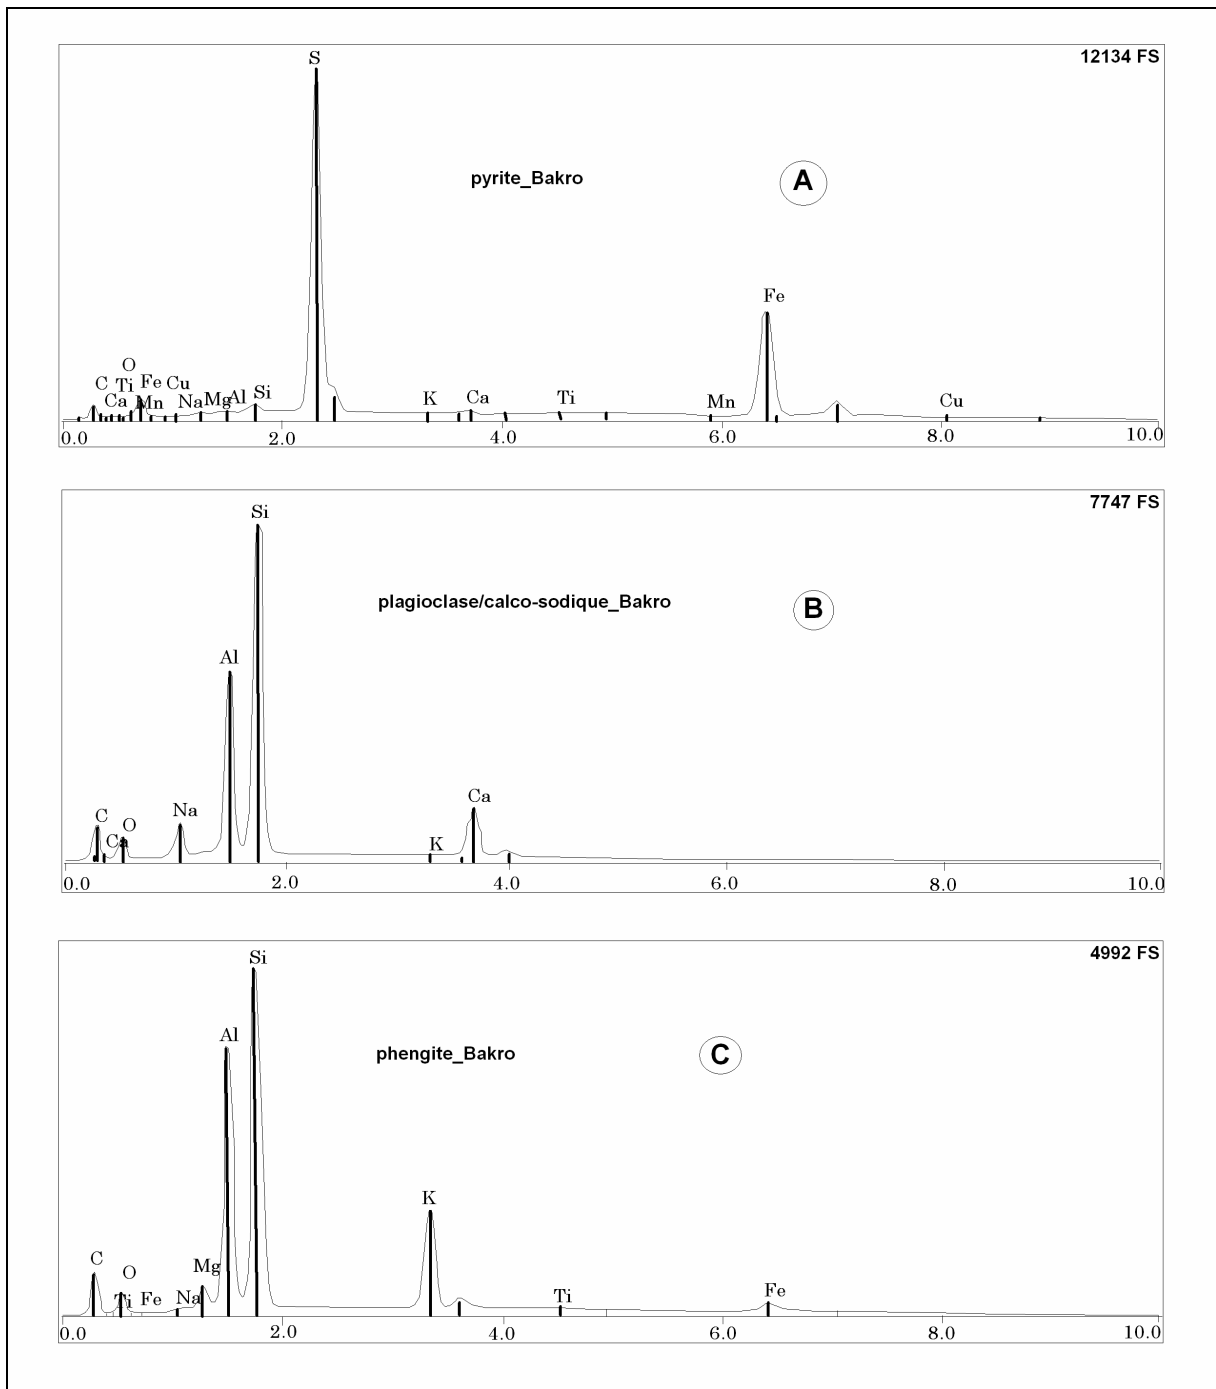 12134 FS
S
pyrite_Bakro
A
Fe
O
C Ti Fe Cu
Ca Mn Na Mg Al Si K Ca Ti Mn Cu
0.0 2.0 4.0 6.0 8.0 10.0
7747 FS
Si
plagioclase/calco-sodique_Bakro
B
Al
Ca
C O Na
Ca K
0.0 2.0 4.0 6.0 8.0 10.0
4992 FS
Si
Al
phengite_Bakro
C
K
C O Mg
Ti Fe Na Ti Fe
0.0 2.0 4.0 6.0 8.0 10.0